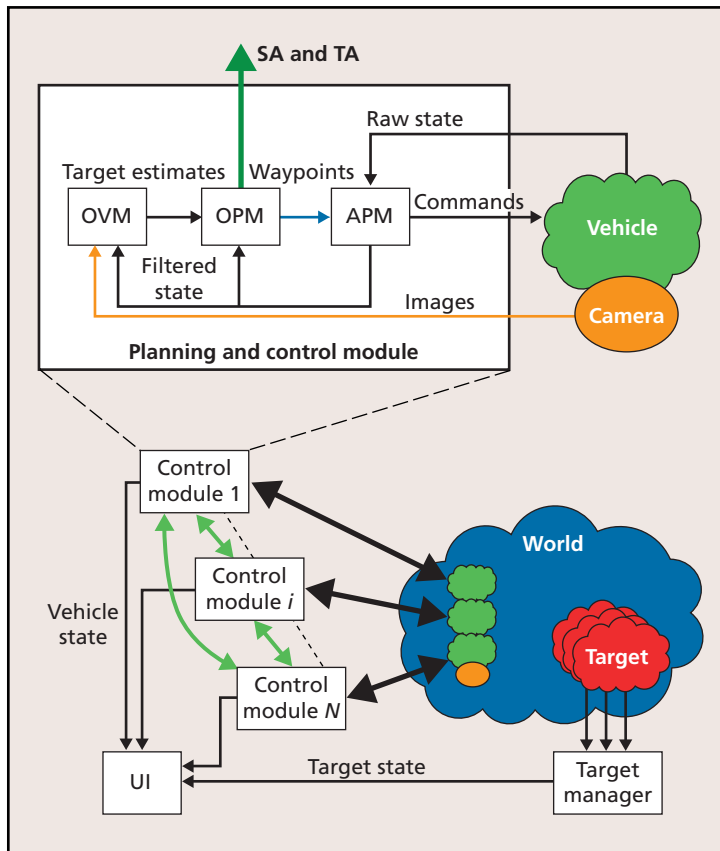 SA and TA
Raw state
Target estimates
Waypoints
OVM
OPM
APM
Commands
Vehicle
Filtered
state
Images
Camera
Planning and control module
Control
module 1
World
Control
module i
Vehicle
state
Target
Control
module N
UI
Target state
Target
manager